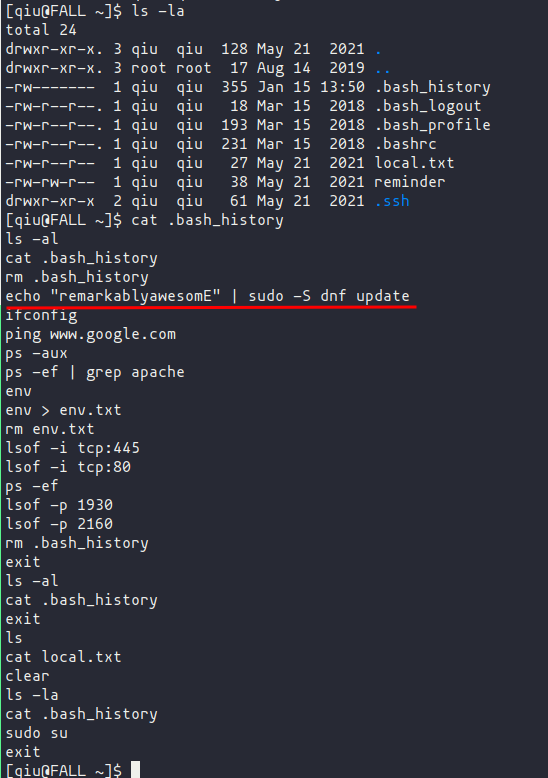 [qiu@FALL ~]$ ls -la
total 24
drwxr-xr-x. 3 qiu  qiu  128 May 21  2021 .
drwxr-xr-x. 3 root root  17 Aug 14  2019 ..
-rw-------  1 qiu  qiu  355 Jan 15 13:50 .bash_history
-rw-r--r--. 1 qiu  qiu   18 Mar 15  2018 .bash_logout
-rw-r--r--. 1 qiu  qiu  193 Mar 15  2018 .bash_profile
-rw-r--r--. 1 qiu  qiu  231 Mar 15  2018 .bashrc
-rw-r--r--  1 qiu  qiu   27 May 21  2021 local.txt
-rw-rw-r--  1 qiu  qiu   38 May 21  2021 reminder
drwxr-xr-x  2 qiu  qiu   61 May 21  2021 .ssh
[qiu@FALL ~]$ cat .bash_history
ls -al
cat .bash_history
rm .bash_history
echo "remarkablyawesomE" | sudo -S dnf update
ifconfig
ping www.google.com
ps -aux
ps -ef | grep apache
env
env > env.txt
rm env.txt
lsof -i tcp:445
lsof -i tcp:80
ps -ef
lsof -p 1930
lsof -p 2160
rm .bash_history
exit
ls -al
cat .bash_history
exit
ls
cat local.txt
clear
ls -la
cat .bash_history
sudo su
exit
[qiu@FALL ~]$